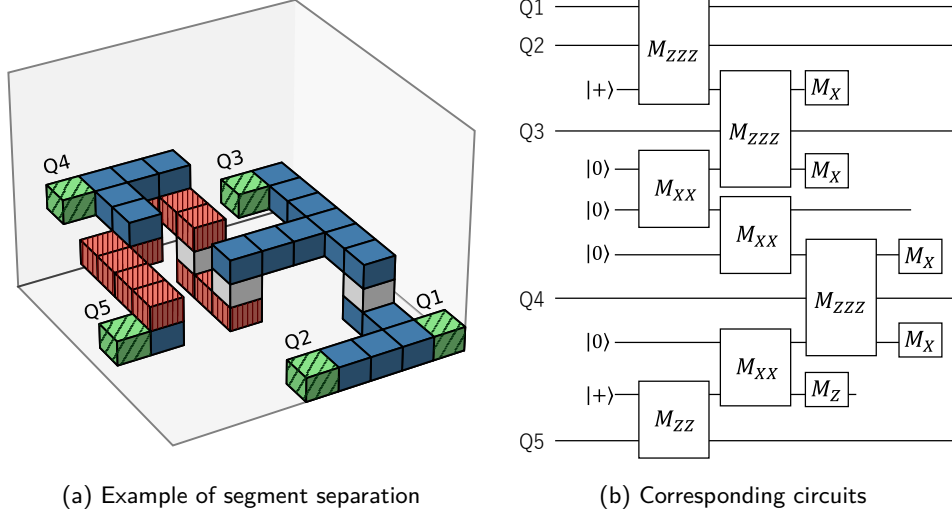 Q4
Q3
Q5
Q1
Q2
(a) Example of segment separation
Q1
Q2
M_ZZZ
|+⟩
M_X
Q3
M_ZZZ
|0⟩
M_X
M_XX
|0⟩
M_XX
|0⟩
M_X
Q4
M_ZZZ
|0⟩
M_X
M_XX
|+⟩
M_Z
M_ZZ
Q5
(b) Corresponding circuits